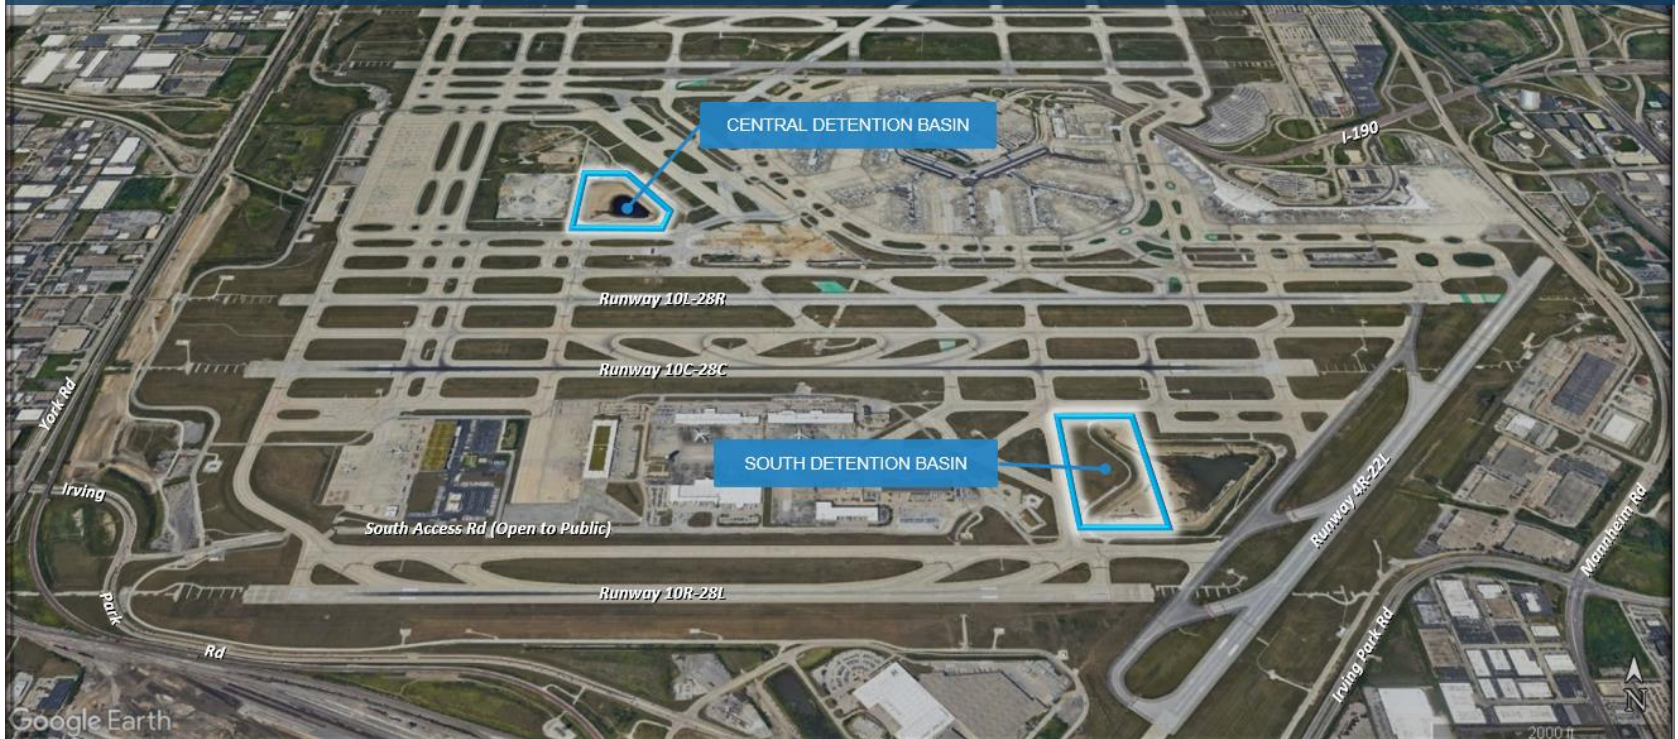 CENTRAL DETENTION BASIN
I-190
Runway 10L-28R
Runway 10C-28C
York Rd
SOUTH DETENTION BASIN
Irving
South Access Rd (Open to Public)
Runway 4R-22L
Mannheim Rd
Runway 10R-28L
Park
Rd
Irving Park Rd
N
Google Earth
2000 ft